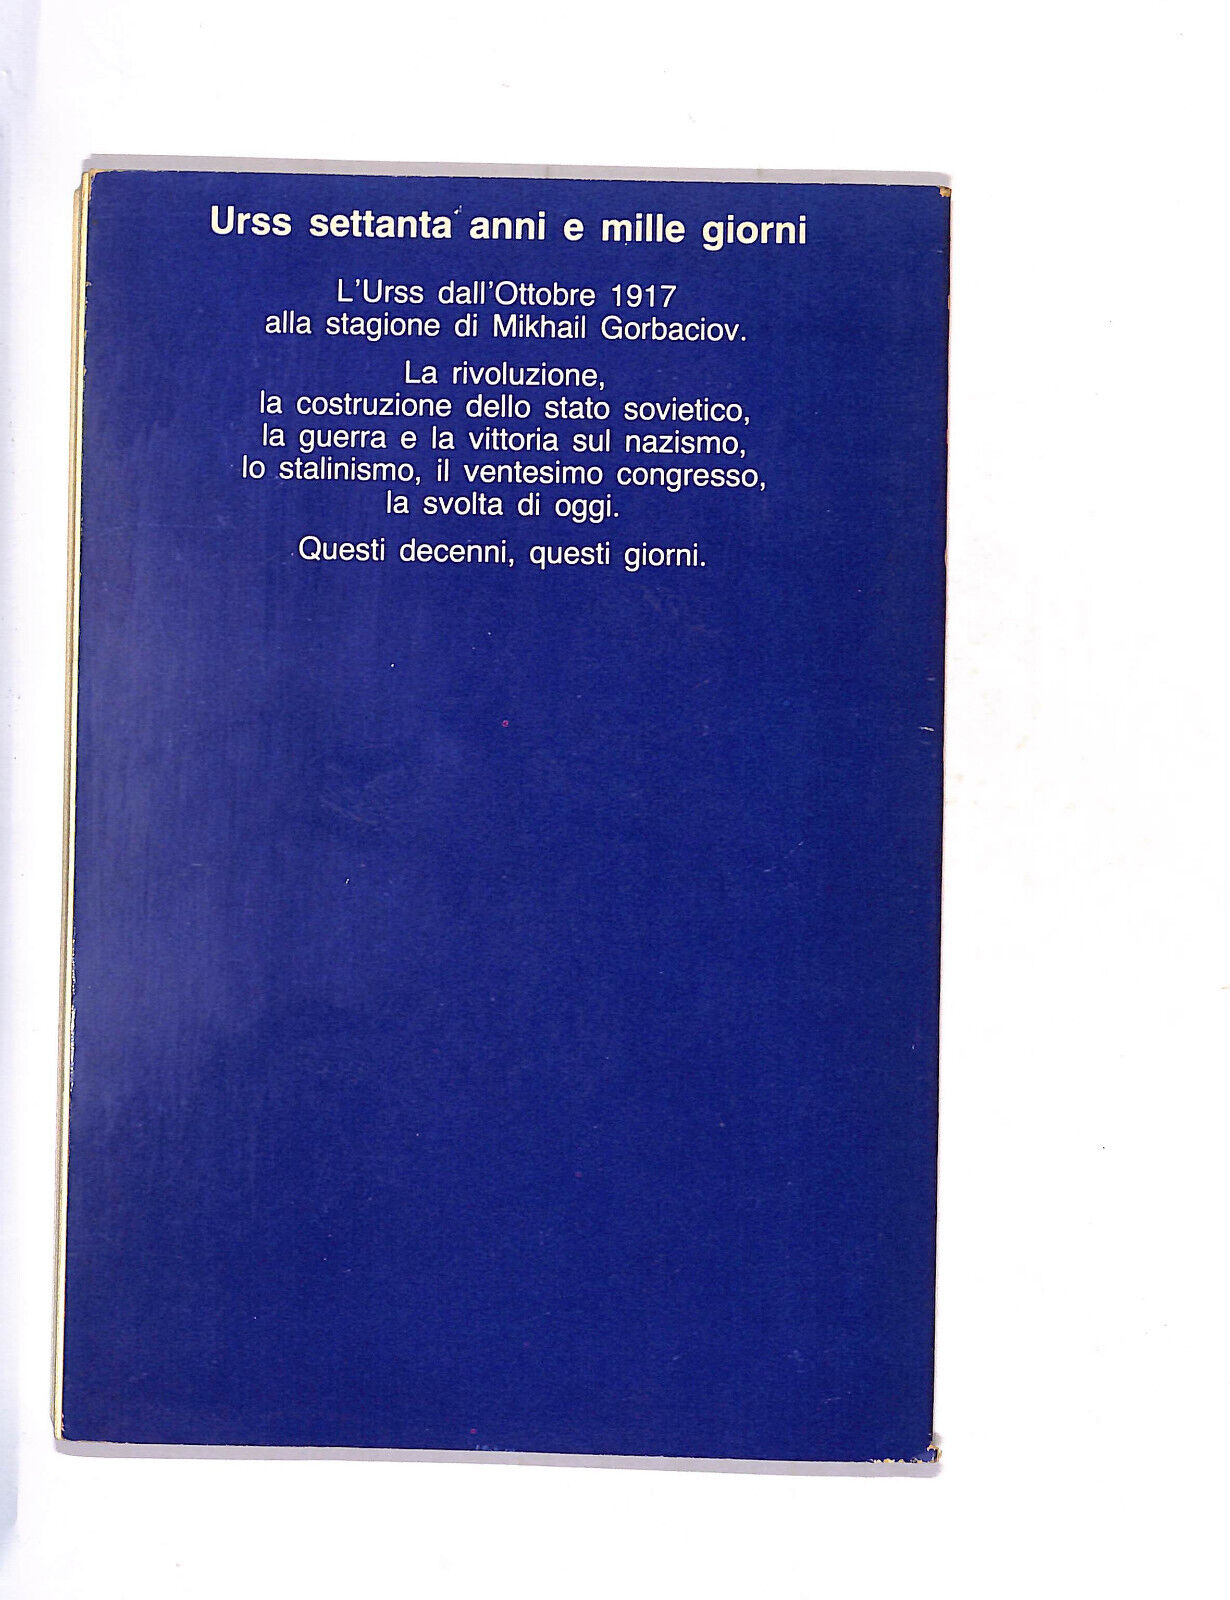 Urss settanta anni e mille giorni
L'Urss dall'Ottobre 1917
alla stagione di Mikhail Gorbaciov.
La rivoluzione,
la costruzione dello stato sovietico,
la guerra e la vittoria sul nazismo,
lo stalinismo, il ventesimo congresso,
la svolta di oggi.
Questi decenni, questi giorni.